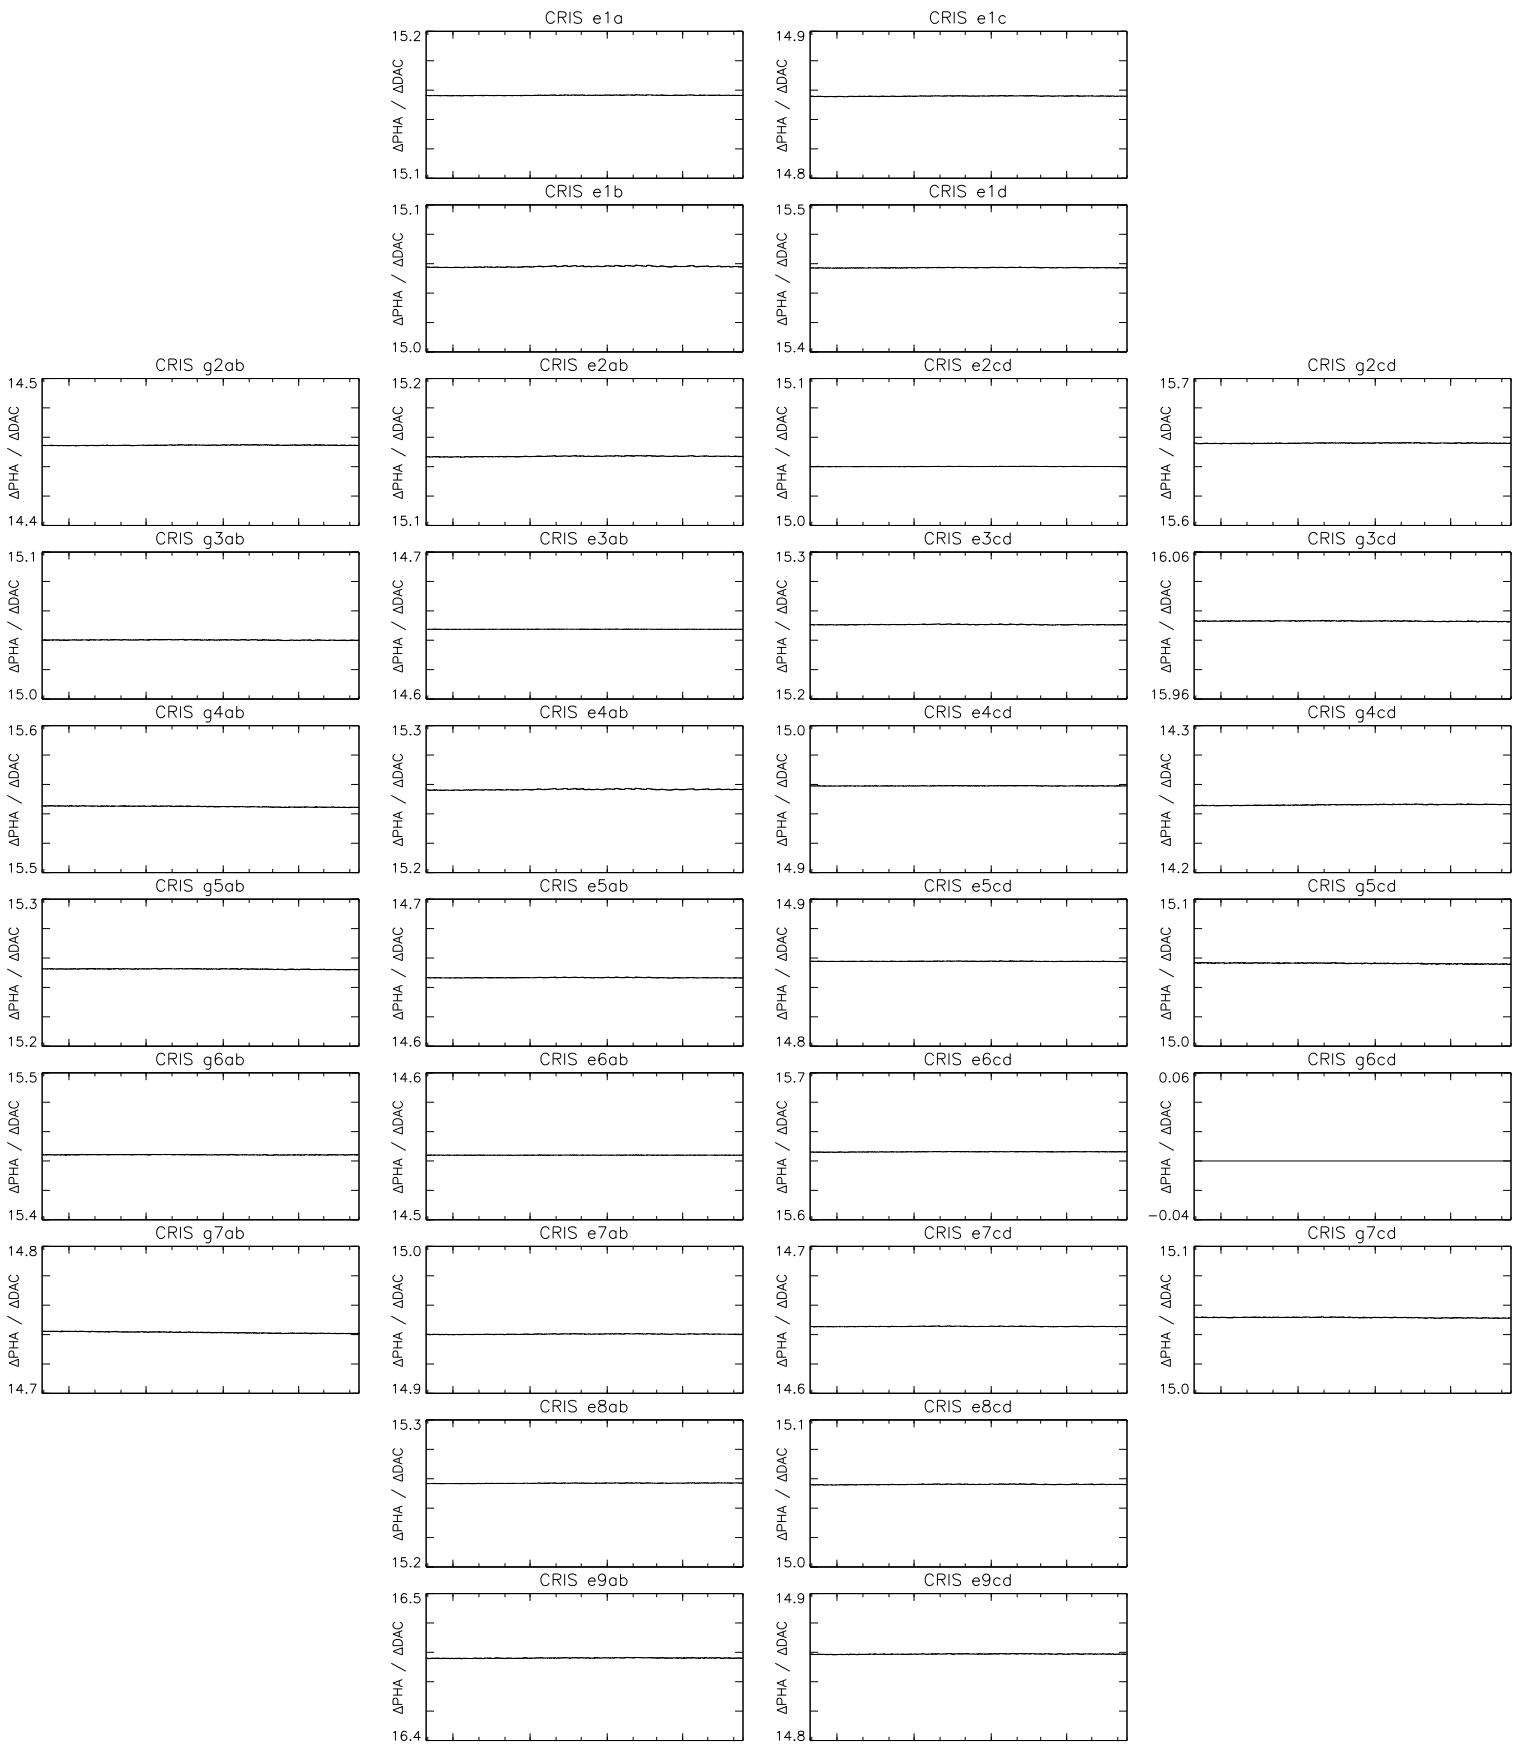 CRIS e1a
15.2
ΔPHA / ΔDAC
15.1
CRIS e1c
14.9
ΔPHA / ΔDAC
14.8
CRIS e1b
15.1
ΔPHA / ΔDAC
15.0
CRIS e1d
15.5
ΔPHA / ΔDAC
15.4
CRIS g2ab
14.5
ΔPHA / ΔDAC
14.4
CRIS e2ab
15.2
ΔPHA / ΔDAC
15.1
CRIS e2cd
15.1
ΔPHA / ΔDAC
15.0
CRIS g2cd
15.7
ΔPHA / ΔDAC
15.6
CRIS g3ab
15.1
ΔPHA / ΔDAC
15.0
CRIS e3ab
14.7
ΔPHA / ΔDAC
14.6
CRIS e3cd
15.3
ΔPHA / ΔDAC
15.2
CRIS g3cd
16.06
ΔPHA / ΔDAC
15.96
CRIS g4ab
15.6
ΔPHA / ΔDAC
15.5
CRIS e4ab
15.3
ΔPHA / ΔDAC
15.2
CRIS e4cd
15.0
ΔPHA / ΔDAC
14.9
CRIS g4cd
14.3
ΔPHA / ΔDAC
14.2
CRIS g5ab
15.3
ΔPHA / ΔDAC
15.2
CRIS e5ab
14.7
ΔPHA / ΔDAC
14.6
CRIS e5cd
14.9
ΔPHA / ΔDAC
14.8
CRIS g5cd
15.1
ΔPHA / ΔDAC
15.0
CRIS g6ab
15.5
ΔPHA / ΔDAC
15.4
CRIS e6ab
14.6
ΔPHA / ΔDAC
14.5
CRIS e6cd
15.7
ΔPHA / ΔDAC
15.6
CRIS g6cd
0.06
ΔPHA / ΔDAC
−0.04
CRIS g7ab
14.8
ΔPHA / ΔDAC
14.7
CRIS e7ab
15.0
ΔPHA / ΔDAC
14.9
CRIS e7cd
14.7
ΔPHA / ΔDAC
14.6
CRIS g7cd
15.1
ΔPHA / ΔDAC
15.0
CRIS e8ab
15.3
ΔPHA / ΔDAC
15.2
CRIS e8cd
15.1
ΔPHA / ΔDAC
15.0
CRIS e9ab
16.5
ΔPHA / ΔDAC
16.4
CRIS e9cd
14.9
ΔPHA / ΔDAC
14.8